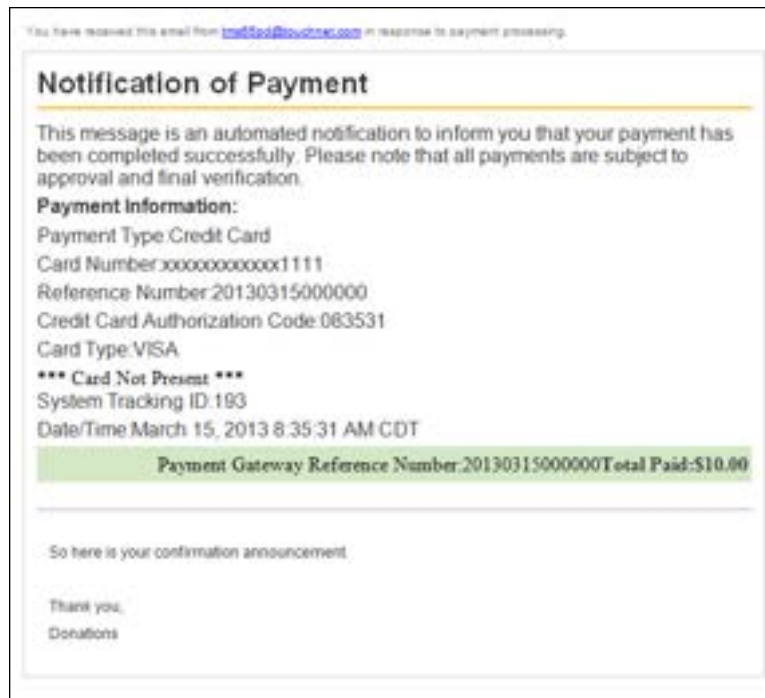 You have received this email from in response to payment processing.
Notification of Payment
This message is an automated notification to inform you that your payment has
been completed successfully. Please note that all payments are subject to
approval and final verification.
Payment Information:
Payment Type:Credit Card
Card Number:xxxxxxxxxxxx1111
Reference Number:20130315000000
Credit Card Authorization Code:083531
Card Type:VISA
*** Card Not Present ***
System Tracking ID:193
Date/Time:March 15, 2013 8:35:31 AM CDT
Payment Gateway Reference Number:20130315000000Total Paid:$10.00
So here is your confirmation announcement
Thank you,
Donations